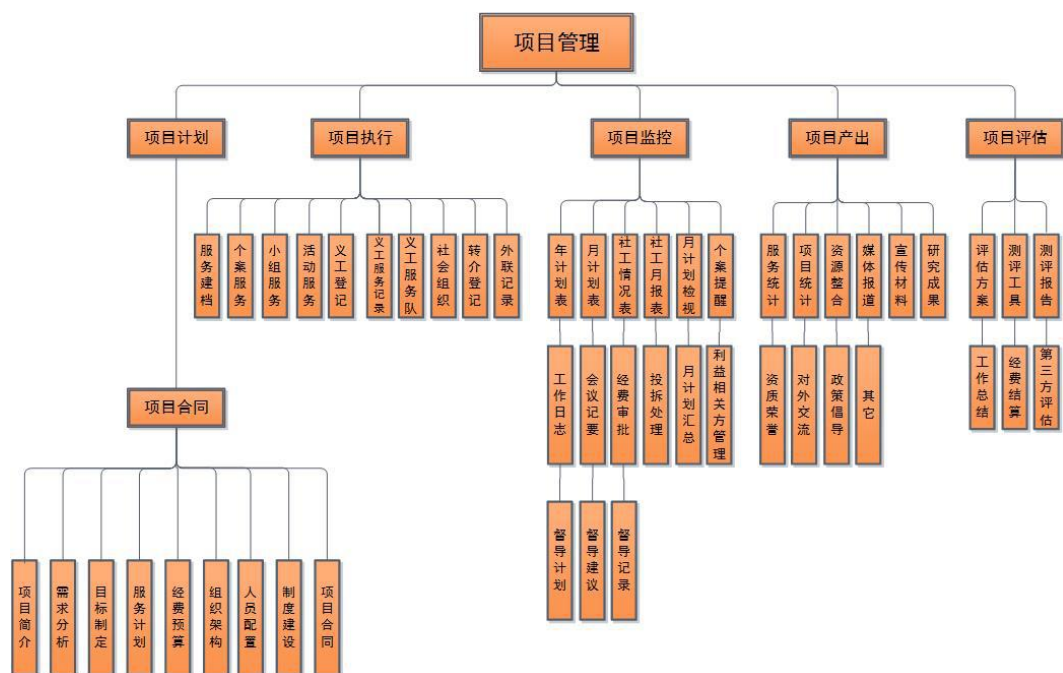 项目管理
项目计划
项目执行
项目监控
项目产出
项目评估
服务建档
个案服务
小组服务
活动服务
义工登记
义工服务记录
义工服务队
社会组织
转介登记
外联记录
年计划表
月计划表
社工情况表
社工月报表
月计划检视
个案提醒
服务统计
项目统计
资源整合
媒体报道
宣传材料
研究成果
评估方案
测评工具
测评报告
工作日志
会议记要
经费审批
投拆处理
月计划汇总
利益相关方管理
资质荣誉
对外交流
政策倡导
其它
工作总结
经费结算
第三方评估
项目合同
督导计划
督导建议
督导记录
项目简介
需求分析
目标制定
服务计划
经费预算
组织架构
人员配置
制度建设
项目合同